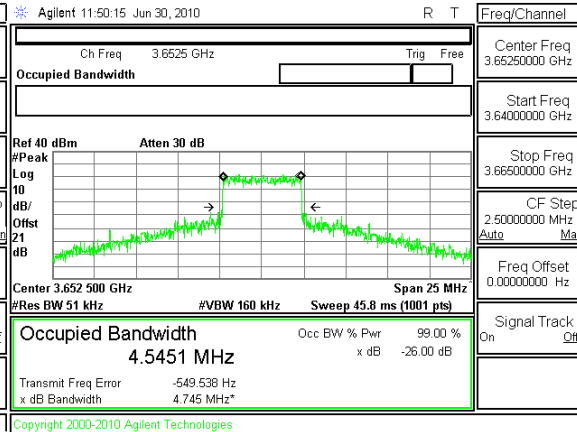 Agilent 11:50:15 Jun 30, 2010 R T
Freq/Channel
Ch Freq 3.6525 GHz Trig Free
Occupied Bandwidth
Center Freq
3.65250000 GHz
Start Freq
3.64000000 GHz
Stop Freq
3.66500000 GHz
CF Step
2.50000000 MHz
Auto Ma
Freq Offset
0.00000000 Hz
Signal Track
On Off
Ref 40 dBm Atten 30 dB
#Peak
Log
10
dB/
Offst
21
dB
Center 3.652 500 GHz Span 25 MHz
#Res BW 51 kHz #VBW 160 kHz Sweep 45.8 ms (1001 pts)
Occupied Bandwidth Occ BW % Pwr 99.00 %
4.5451 MHz x dB -26.00 dB
Transmit Freq Error -549.538 Hz
x dB Bandwidth 4.745 MHz*
Copyright 2000-2010 Agilent Technologies